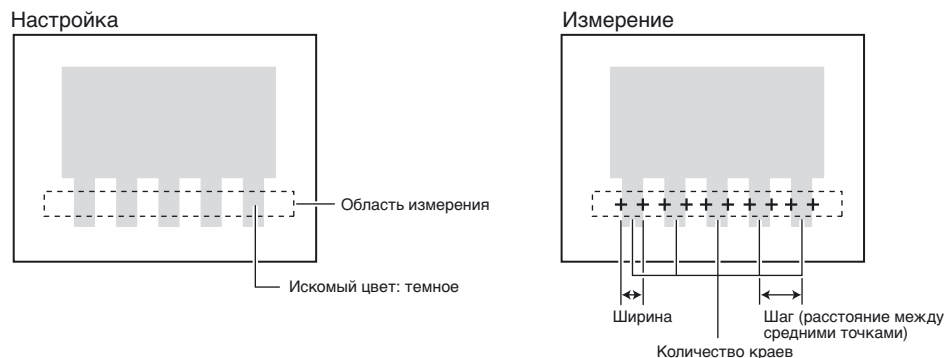 Настройка
Область измерения
Искомый цвет: темное
Измерение
Ширина
Шаг (расстояние между
средними точками)
Количество краев